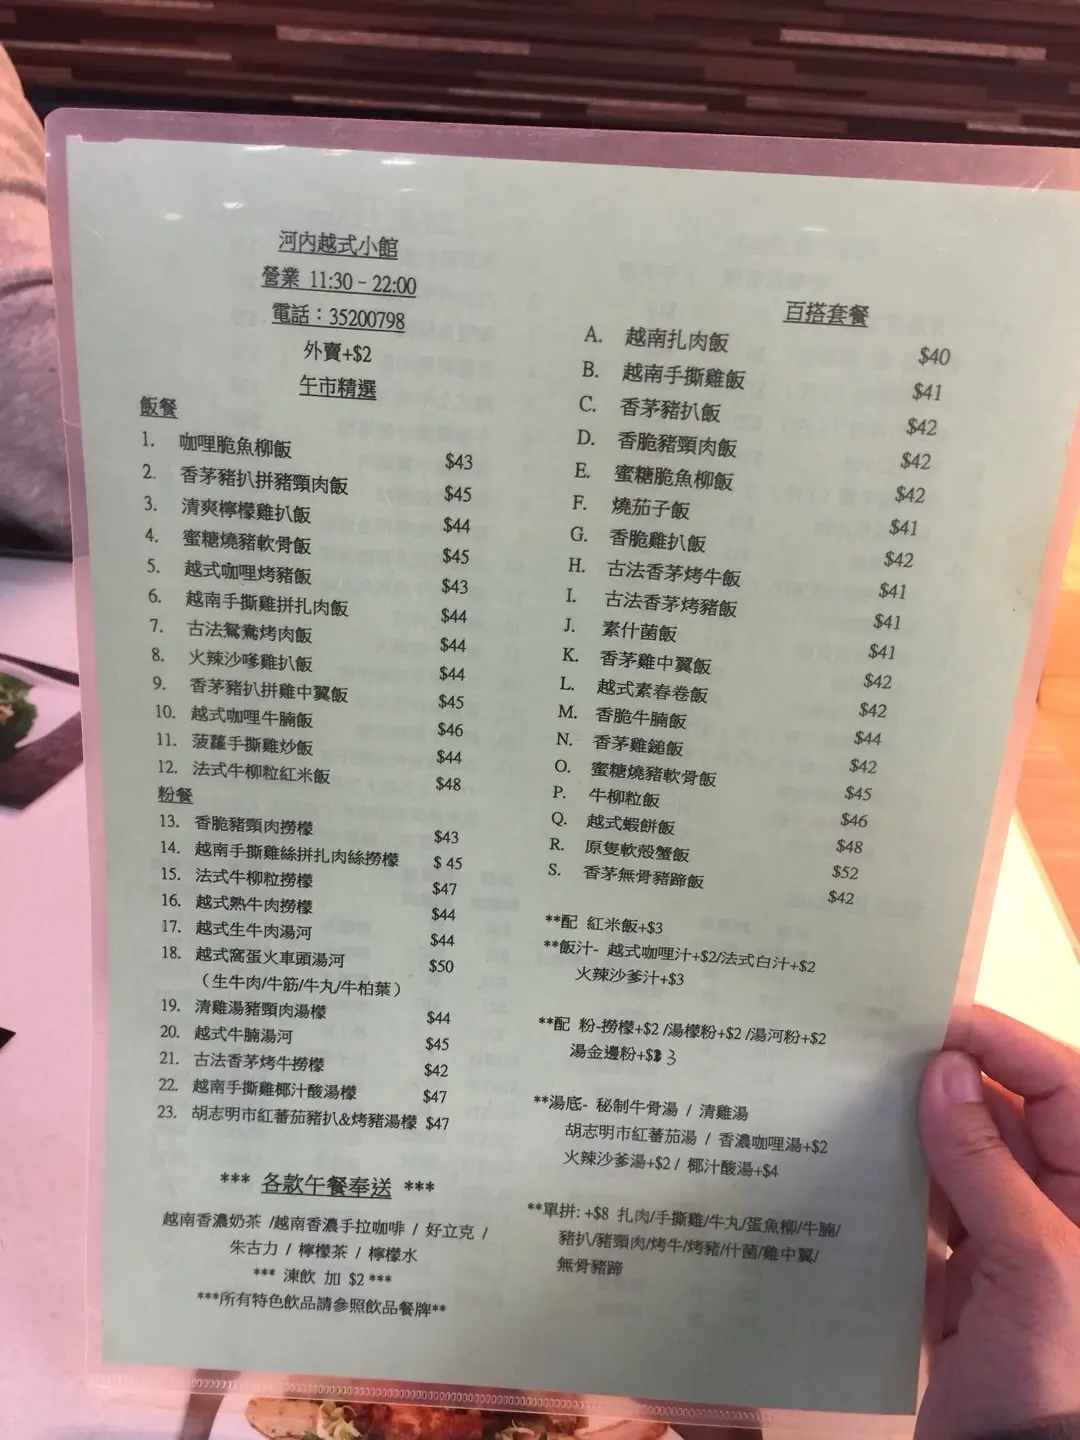 河内越式小館
營業 11:30 - 22:00
電話：35200798
外賣+$2
午市精選
飯餐
1. 咖哩脆魚柳飯 $43
2. 香茅豬扒拼豬頸肉飯 $45
3. 清爽檸檬雞扒飯 $44
4. 蜜糖燒豬軟骨飯 $45
5. 越式咖哩烤豬飯 $43
6. 越南手撕雞拼扎肉飯 $44
7. 古法鴛鴦烤肉飯 $44
8. 火辣沙嗲雞扒飯 $44
9. 香茅豬扒拼雞中翼飯 $45
10. 越式咖哩牛腩飯 $46
11. 菠蘿手撕雞炒飯 $44
12. 法式牛柳粒紅米飯 $48
粉餐
13. 香脆豬頸肉撈檬 $43
14. 越南手撕雞絲拼扎肉絲撈檬 $ 45
15. 法式牛柳粒撈檬 $47
16. 越式熟牛肉撈檬 $44
17. 越式生牛肉湯河 $44
18. 越式窩蛋火車頭湯河 $50
（生牛肉/牛筋/牛丸/牛柏葉）
19. 清雞湯豬頸肉湯檬 $44
20. 越式牛腩湯河 $45
21. 古法香茅烤牛撈檬 $42
22. 越南手撕雞椰汁酸湯檬 $47
23. 胡志明市紅蕃茄豬扒&烤豬湯檬 $47
*** 各款午餐奉送 ***
越南香濃奶茶 /越南香濃手拉咖啡 / 好立克 /
朱古力 / 檸檬茶 / 檸檬水
*** 凍飲 加 $2 ***
***所有特色飲品請參照飲品餐牌**
百搭套餐
A. 越南扎肉飯 $40
B. 越南手撕雞飯 $41
C. 香茅豬扒飯 $42
D. 香脆豬頸肉飯 $42
E. 蜜糖脆魚柳飯 $42
F. 燒茄子飯 $41
G. 香脆雞扒飯 $42
H. 古法香茅烤牛飯 $41
I. 古法香茅烤豬飯 $41
J. 素什菌飯 $41
K. 香茅雞中翼飯 $42
L. 越式素春卷飯 $42
M. 香脆牛腩飯 $44
N. 香茅雞鎚飯 $42
O. 蜜糖燒豬軟骨飯 $45
P. 牛柳粒飯 $46
Q. 越式蝦餅飯 $48
R. 原隻軟殼蟹飯 $52
S. 香茅無骨豬蹄飯 $42
**配 紅米飯+$3
**飯汁- 越式咖哩汁+$2/法式白汁+$2
火辣沙爹汁+$3
**配 粉-撈檬+$2 /湯檬粉+$2 /湯河粉+$2
湯金邊粉+$3
**湯底- 秘制牛骨湯 / 清雞湯
胡志明市紅蕃茄湯 / 香濃咖哩湯+$2
火辣沙爹湯+$2 / 椰汁酸湯+$4
**單拼: +$8 扎肉/手撕雞/牛丸/蛋魚柳/牛腩/
豬扒/豬頸肉/烤牛/烤豬/什菌/雞中翼/
無骨豬蹄